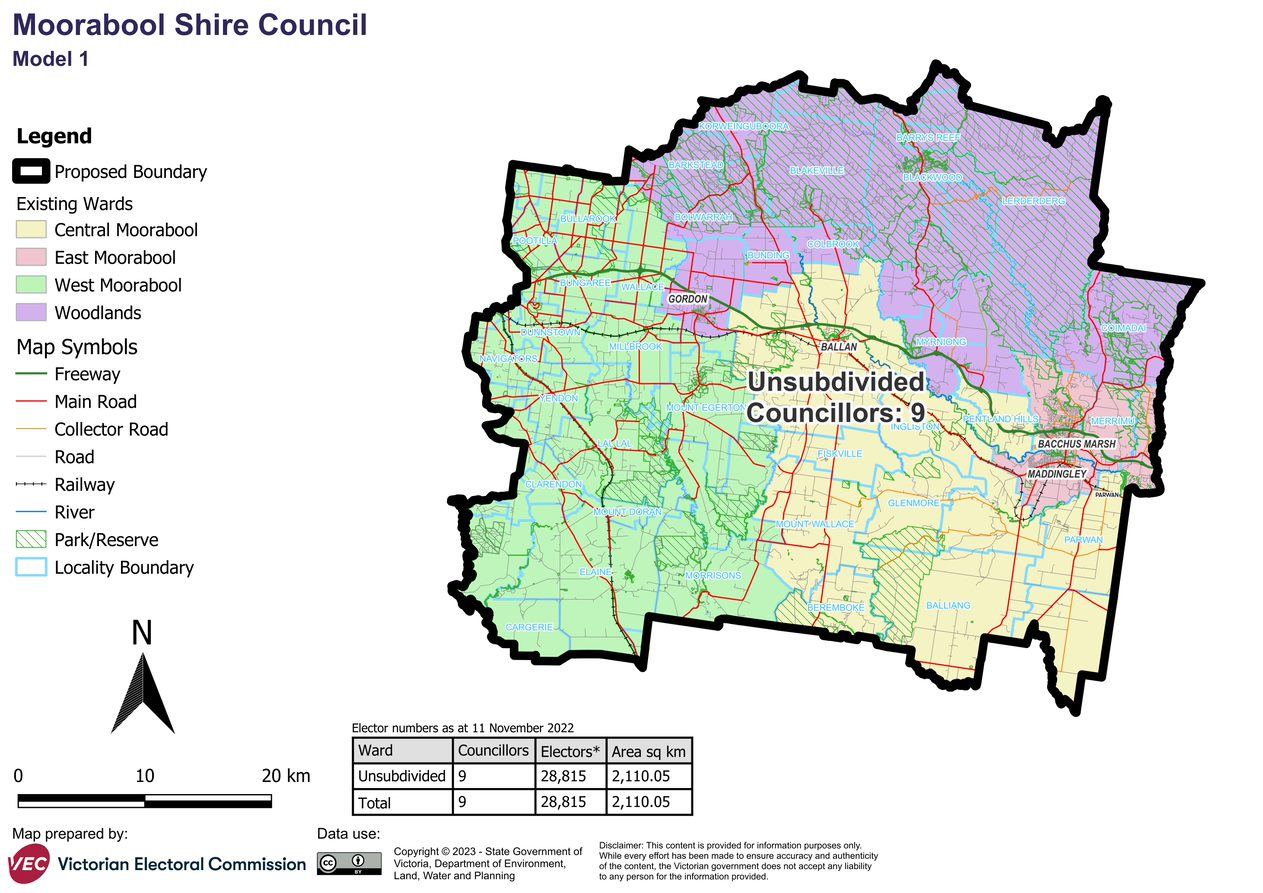 Moorabool Shire Council
Model 1
Legend
Proposed Boundary
Existing Wards
Central Moorabool
East Moorabool
West Moorabool
Woodlands
Map Symbols
Freeway
Main Road
Collector Road
Road
Railway
River
Park/Reserve
Locality Boundary
N
0 10 20 km
KORWEINGUBOORA
BARRYS REEF
BARKSTEAD
BLAKEVILLE
BLACKWOOD
LERDERDERG
BULLAROOK
BOLWARRAH
POOTILLA
COLBROOK
BUNDING
BUNGAREE
WALLACE
GORDON
COIMADAI
DUNNSTOWN
MILLBROOK
BALLAN
MYRNIONG
NAVIGATORS
Unsubdivided
Councillors: 9
YENDON
MOUNT EGERTON
INGLISTON
PENTLAND HILLS
MERRIMU
LAL LAL
BACCHUS MARSH
FISKVILLE
MADDINGLEY
CLARENDON
PARWAN
GLENMORE
MOUNT DORAN
MOUNT WALLACE
PARWAN
ELAINE
MORRISONS
BEREMBOKE
BALLIANG
CARGERIE
Elector numbers as at 11 November 2022
Ward Councillors Electors* Area sq km
Unsubdivided 9 28,815 2,110.05
Total 9 28,815 2,110.05
Map prepared by:
VEC Victorian Electoral Commission
Data use:
cc BY
Copyright © 2023 - State Government of
Victoria, Department of Environment,
Land, Water and Planning
Disclaimer: This content is provided for information purposes only.
While every effort has been made to ensure accuracy and authenticity
of the content, the Victorian government does not accept any liability
to any person for the information provided.